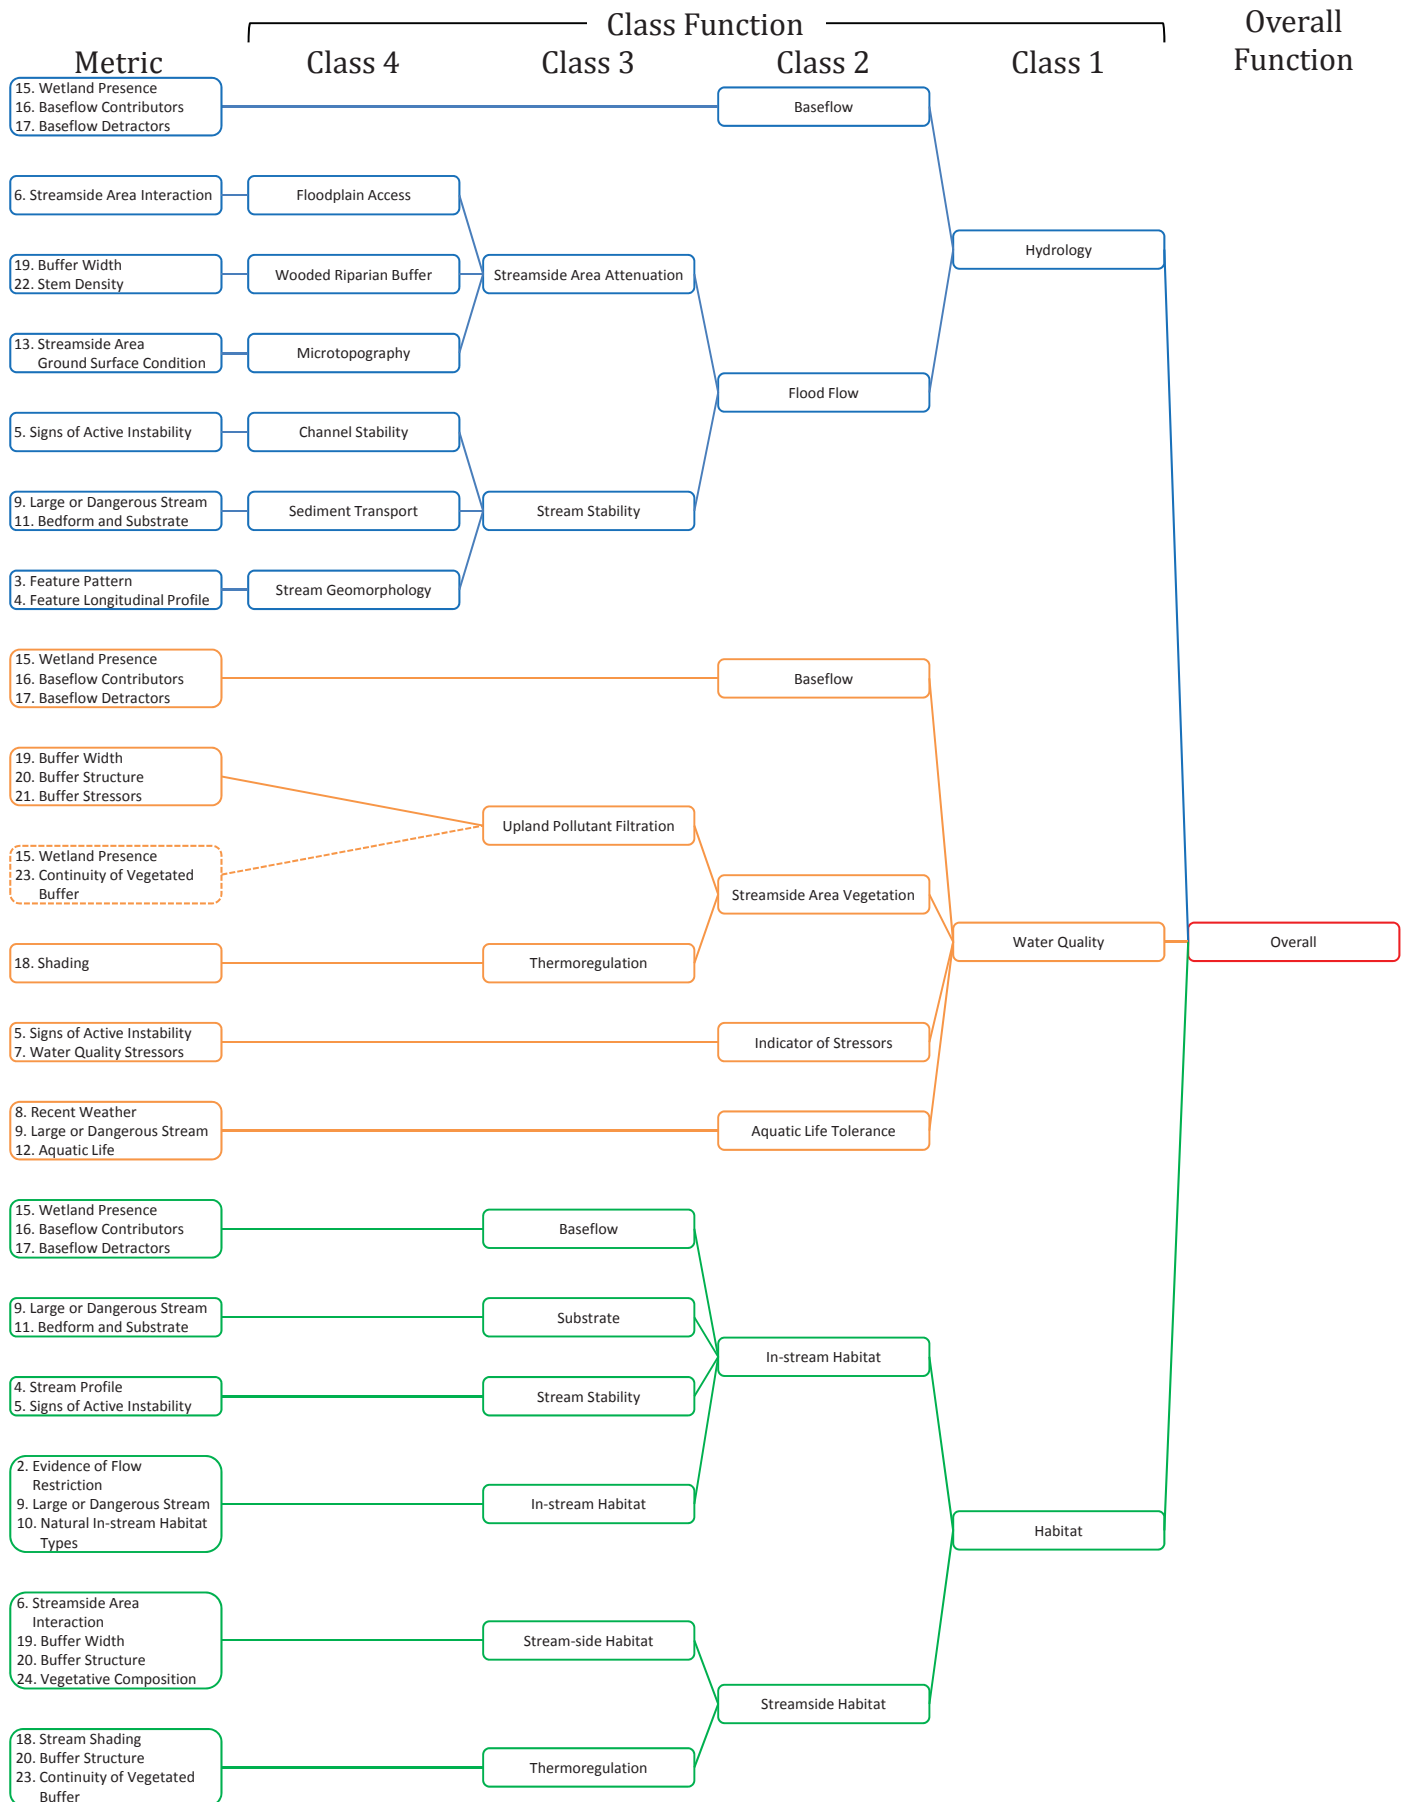 Class Function
Overall
Function
Metric
Class 4
Class 3
Class 2
Class 1
15. Wetland Presence
16. Baseflow Contributors
17. Baseflow Detractors
Baseflow
6. Streamside Area Interaction
Floodplain Access
Hydrology
19. Buffer Width
22. Stem Density
Wooded Riparian Buffer
Streamside Area Attenuation
13. Streamside Area
Ground Surface Condition
Microtopography
Flood Flow
5. Signs of Active Instability
Channel Stability
9. Large or Dangerous Stream
11. Bedform and Substrate
Sediment Transport
Stream Stability
3. Feature Pattern
4. Feature Longitudinal Profile
Stream Geomorphology
15. Wetland Presence
16. Baseflow Contributors
17. Baseflow Detractors
Baseflow
19. Buffer Width
20. Buffer Structure
21. Buffer Stressors
Upland Pollutant Filtration
15. Wetland Presence
23. Continuity of Vegetated
Buffer
Streamside Area Vegetation
Water Quality
Overall
18. Shading
Thermoregulation
5. Signs of Active Instability
7. Water Quality Stressors
Indicator of Stressors
8. Recent Weather
9. Large or Dangerous Stream
12. Aquatic Life
Aquatic Life Tolerance
15. Wetland Presence
16. Baseflow Contributors
17. Baseflow Detractors
Baseflow
9. Large or Dangerous Stream
11. Bedform and Substrate
Substrate
In-stream Habitat
4. Stream Profile
5. Signs of Active Instability
Stream Stability
2. Evidence of Flow
Restriction
9. Large or Dangerous Stream
10. Natural In-stream Habitat
Types
In-stream Habitat
Habitat
6. Streamside Area
Interaction
19. Buffer Width
20. Buffer Structure
24. Vegetative Composition
Stream-side Habitat
Streamside Habitat
18. Stream Shading
20. Buffer Structure
23. Continuity of Vegetated
Buffer
Thermoregulation